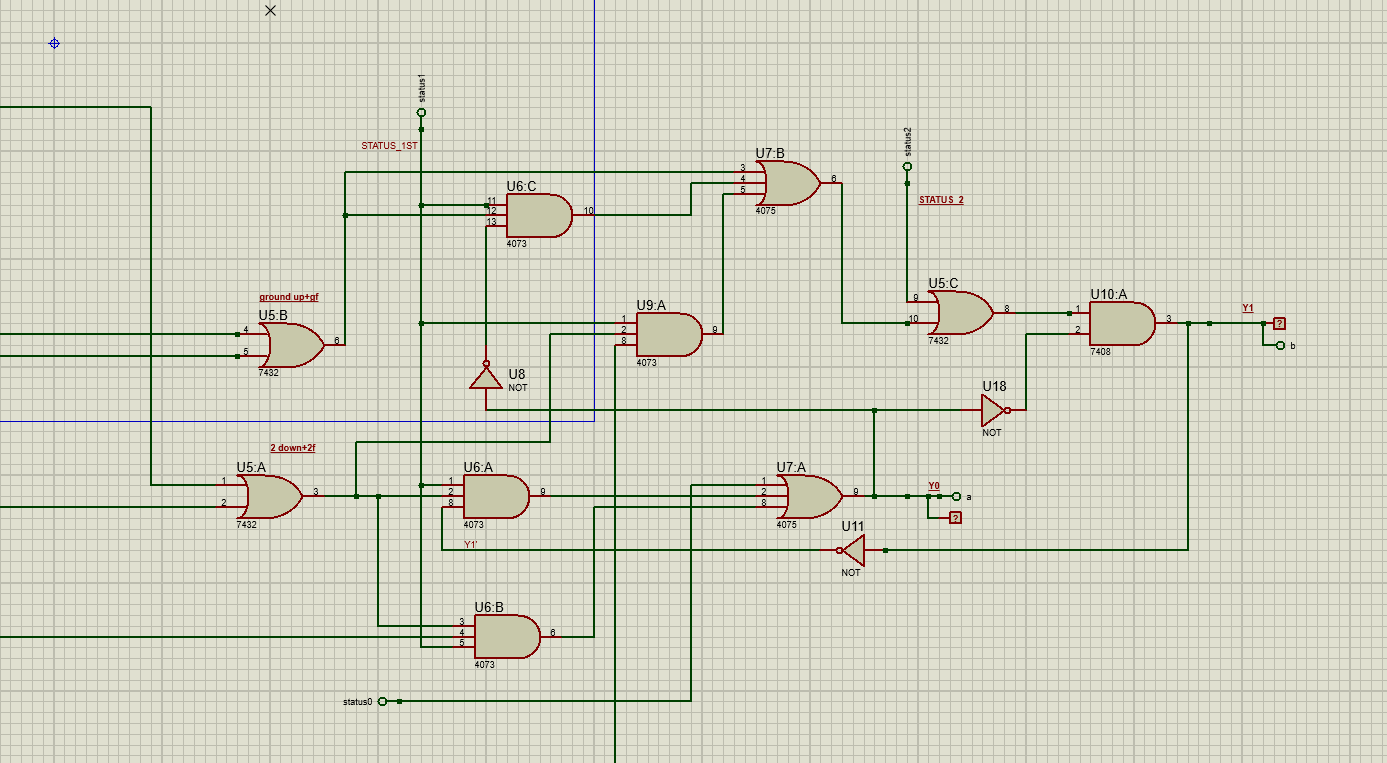 status1
STATUS_1ST
U6:C
11
12
13
10
4073
U7:B
3
4
5
6
4075
status2
STATUS_2
ground up+gf
U5:B
4
5
6
7432
U9:A
1
2
8
9
4073
U5:C
9
10
8
7432
U10:A
1
2
3
7408
Y1
?
b
U8
NOT
U18
NOT
2 down+2f
U5:A
1
2
3
7432
U6:A
1
2
8
9
4073
U7:A
1
2
8
9
4075
Y0
a
?
U11
NOT
Y1'
U6:B
3
4
5
6
4073
status0